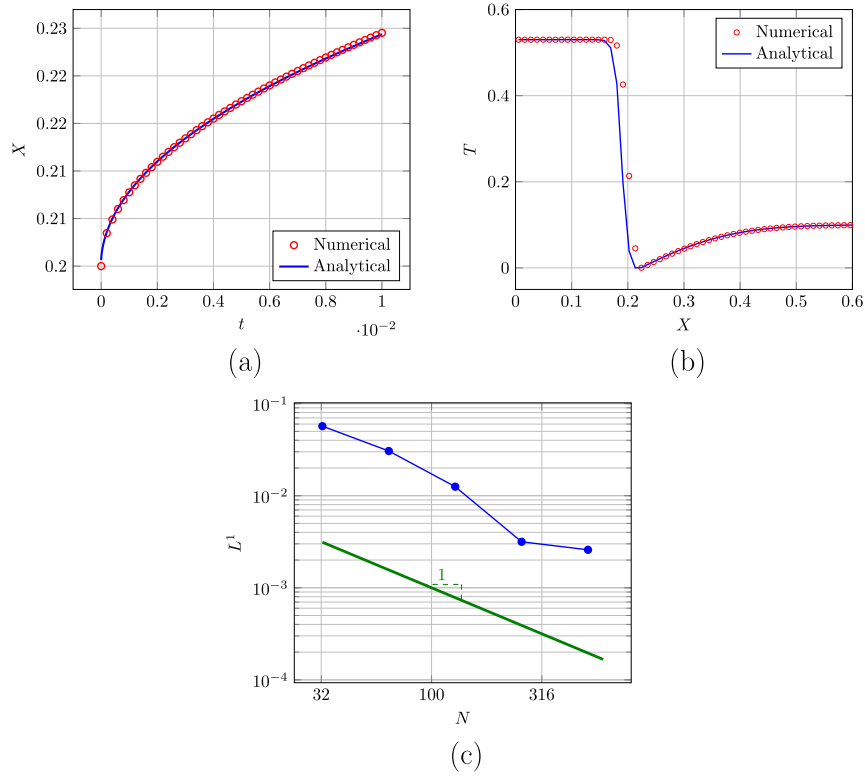 0.23
0.22
0.22
0.21
0.21
0.2
X
0 0.2 0.4 0.6 0.8 1
t
·10−2
Numerical
Analytical
(a)
0.6
0.4
0.2
0
T
0 0.1 0.2 0.3 0.4 0.5 0.6
X
Numerical
Analytical
(b)
10−1
10−2
10−3
10−4
L1
1
32 100 316
N
(c)